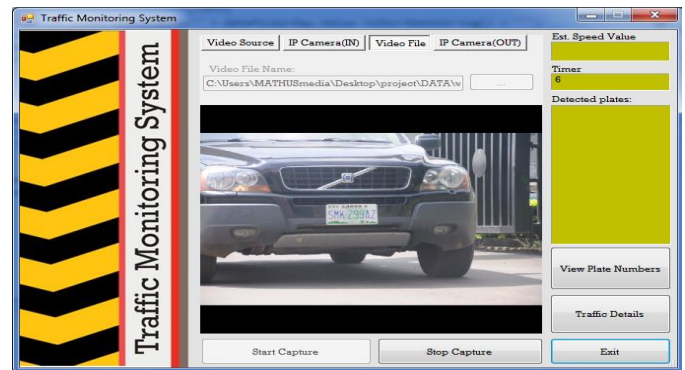 Traffic Monitoring System
Traffic Monitoring System
Video Source
IP Camera(IN)
Video File
IP Camera(OUT)
Video File Name:
C:\Users\MATHUSmedia\Desktop\project\DATA\v
...
Est. Speed Value
Timer
6
Detected plates:
View Plate Numbers
Traffic Details
Start Capture
Stop Capture
Exit